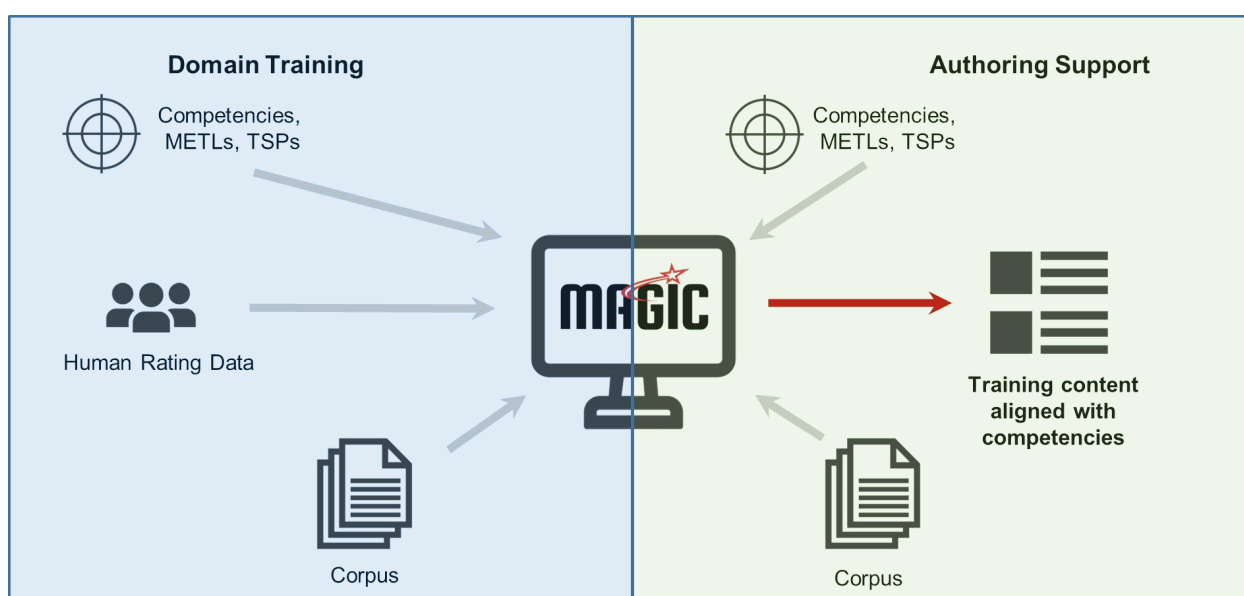 Domain Training
Competencies,
METLs, TSPs
Human Rating Data
Corpus
MAGIC
Authoring Support
Competencies,
METLs, TSPs
Training content
aligned with
competencies
Corpus